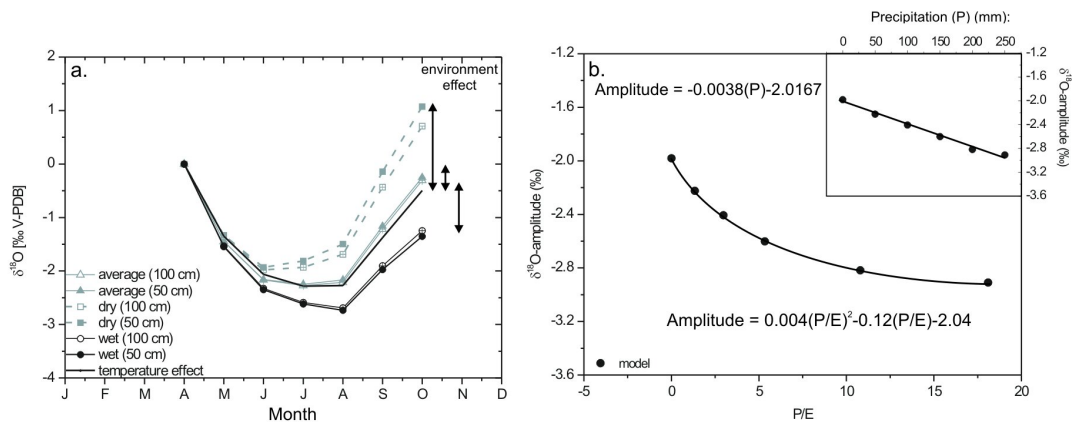 a.
environment
effect
2
1
0
-1
-2
-3
-4
δ¹⁸O [‰ V-PDB]
average (100 cm)
average (50 cm)
dry (100 cm)
dry (50 cm)
wet (100 cm)
wet (50 cm)
temperature effect
J F M A M J J A S O N D
Month
Precipitation (P) (mm):
0 50 100 150 200 250
b.
Amplitude = -0.0038(P)-2.0167
-1.2
-1.6
-2.0
-2.4
-2.8
-3.2
-3.6
δ¹⁸O-amplitude (‰)
-1.2
-2.0
-2.4
-2.8
-3.2
-3.6
δ¹⁸O-amplitude (‰)
Amplitude = 0.004(P/E)²-0.12(P/E)-2.04
model
-5 0 5 10 15 20
P/E